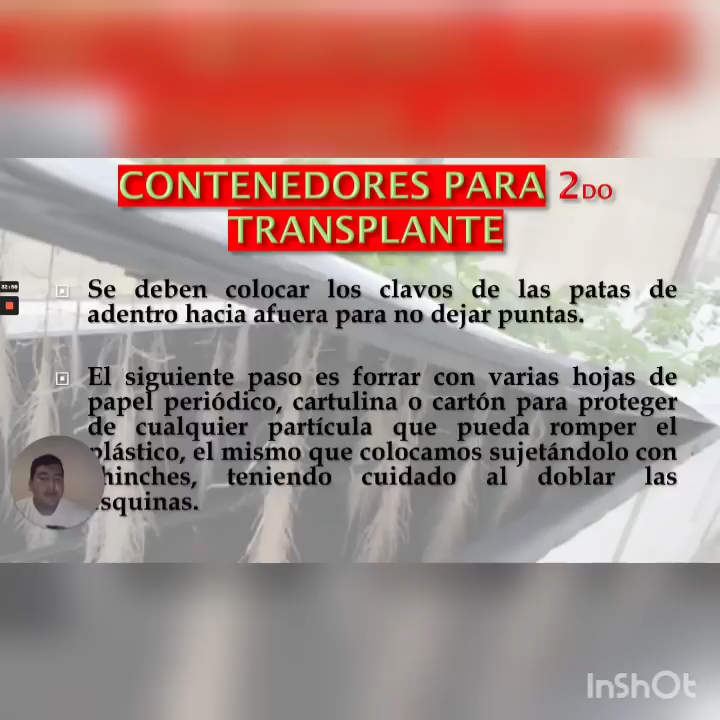 CONTENEDORES PARA 2DO
TRANSPLANTE
Se deben colocar los clavos de las patas de
adentro hacia afuera para no dejar puntas.
El siguiente paso es forrar con varias hojas de
papel periódico, cartulina o cartón para proteger
de cualquier partícula que pueda romper el
plástico, el mismo que colocamos sujetándolo con
hinches, teniendo cuidado al doblar las
squinas.
InShOt